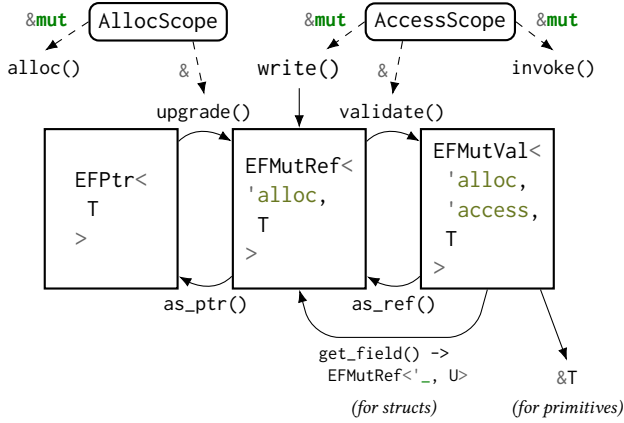 &mut
AllocScope
&mut
AccessScope
&mut
alloc()
&
write()
&
invoke()
upgrade()
validate()
EFPtr<
T
>
EFMutRef<
'alloc,
T
>
EFMutVal<
'alloc,
'access,
T
>
as_ptr()
as_ref()
get_field() ->
EFMutRef<'_, U>
(for structs)
&T
(for primitives)